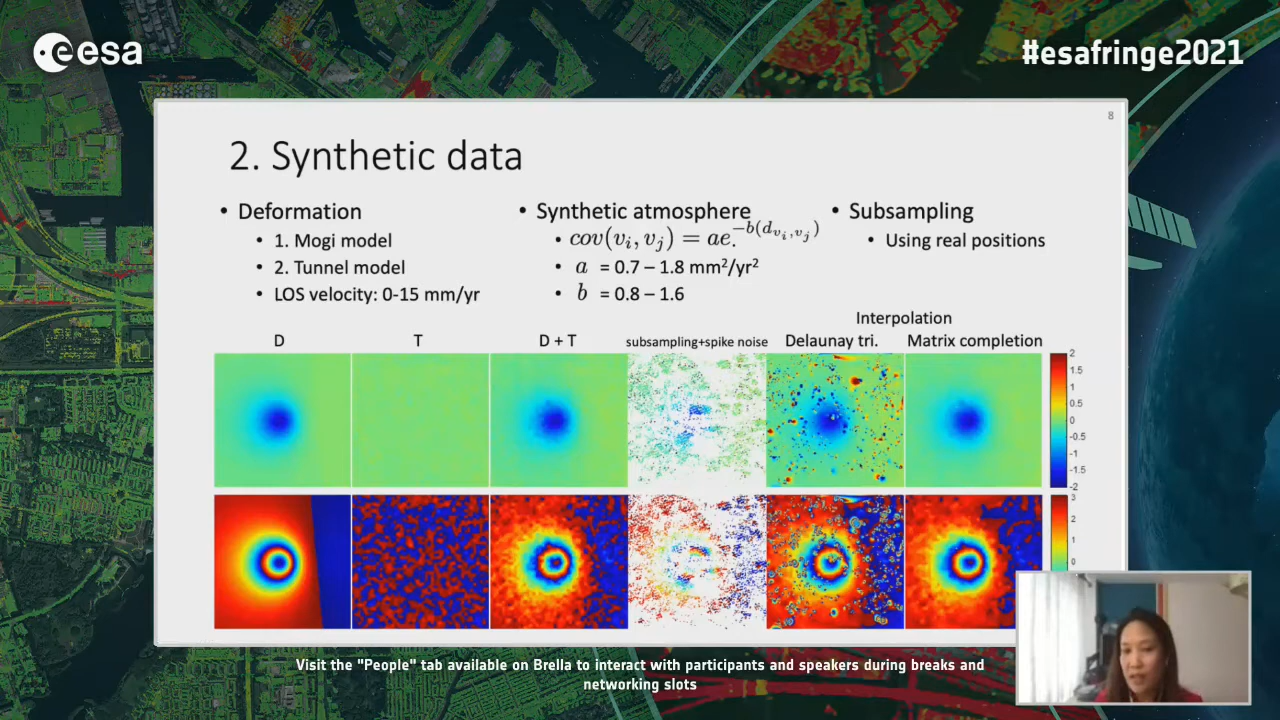 esa
#esafringe2021
8
2. Synthetic data
• Deformation
• 1. Mogi model
• 2. Tunnel model
• LOS velocity: 0-15 mm/yr
• Synthetic atmosphere
• cov(v_i, v_j) = ae^{-b(d_{v_i,v_j})}
• a = 0.7 – 1.8 mm²/yr²
• b = 0.8 – 1.6
• Subsampling
• Using real positions
Interpolation
D T D + T subsampling+spike noise Delaunay tri. Matrix completion
2
1.5
1
0.5
0
-0.5
-1
-1.5
-2
3
2
1
0
Visit the "People" tab available on Brella to interact with participants and speakers during breaks and
networking slots